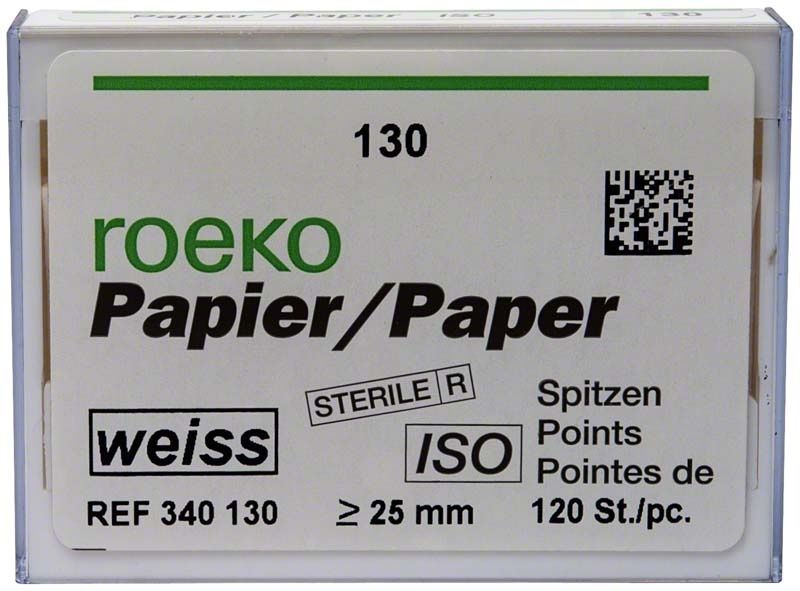 Papier / Paper ISO 130
130
roeko
Papier/Paper
STERILE R
weiss
ISO
Spitzen
Points
Pointes de
REF 340 130 ≥ 25 mm 120 St./pc.